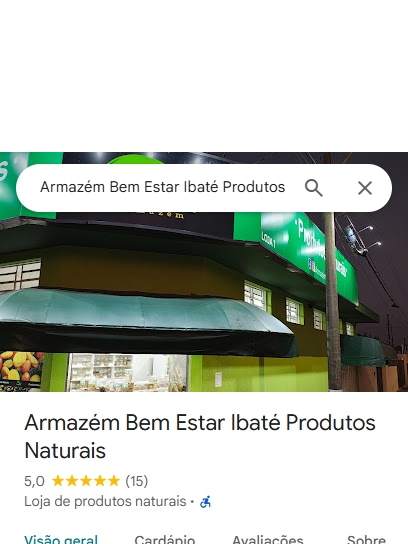 Armazém Bem Estar Ibaté Produtos
LOJA 1
Armazém Bem Estar Ibaté Produtos
Naturais
5,0 (15)
Loja de produtos naturais ·
Visão geral Cardápio Avaliações Sobre